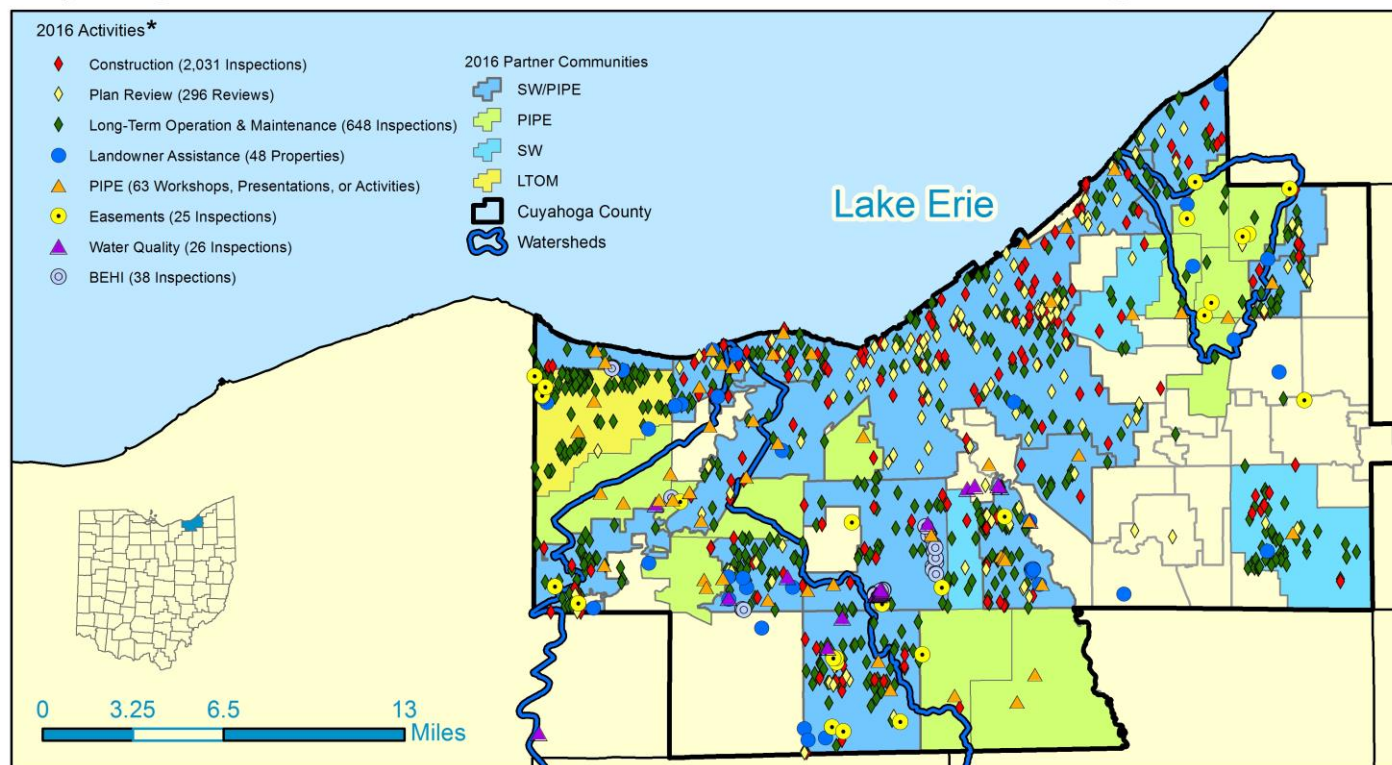 2016 Activities*
Construction (2,031 Inspections)
Plan Review (296 Reviews)
Long-Term Operation & Maintenance (648 Inspections)
Landowner Assistance (48 Properties)
PIPE (63 Workshops, Presentations, or Activities)
Easements (25 Inspections)
Water Quality (26 Inspections)
BEHI (38 Inspections)
2016 Partner Communities
SW/PIPE
PIPE
SW
LTOM
Cuyahoga County
Watersheds
Lake Erie
0 3.25 6.5 13
Miles